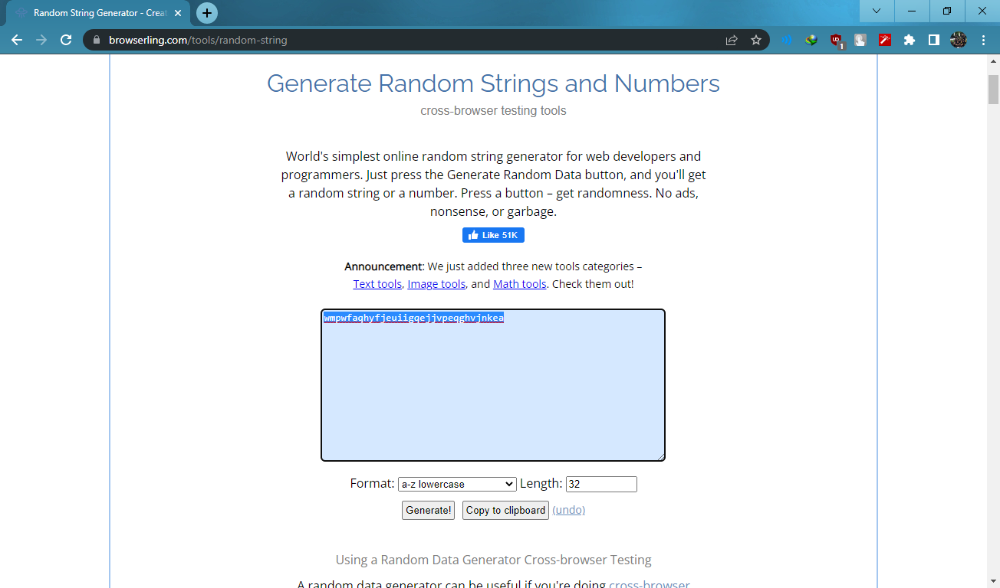 Random String Generator - Creat
browserling.com/tools/random-string
1
Generate Random Strings and Numbers
cross-browser testing tools
World's simplest online random string generator for web developers and
programmers. Just press the Generate Random Data button, and you'll get
a random string or a number. Press a button – get randomness. No ads,
nonsense, or garbage.
Like 51K
Announcement: We just added three new tools categories –
Text tools, Image tools, and Math tools. Check them out!
wmpwfaqhyfjeuiigqejjvpeqghvjnkea
Format: a-z lowercase Length: 32
Generate! Copy to clipboard (undo)
Using a Random Data Generator Cross-browser Testing
A random data generator can be useful if you're doing cross-browser